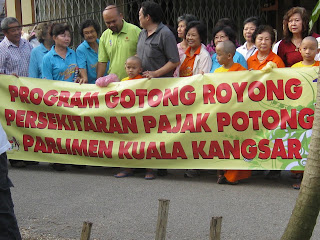 PROGRAM GOTONG ROYONG
PERSEKITARAN PAJAK POTONG
PARLIMEN KUALA KANGSAR